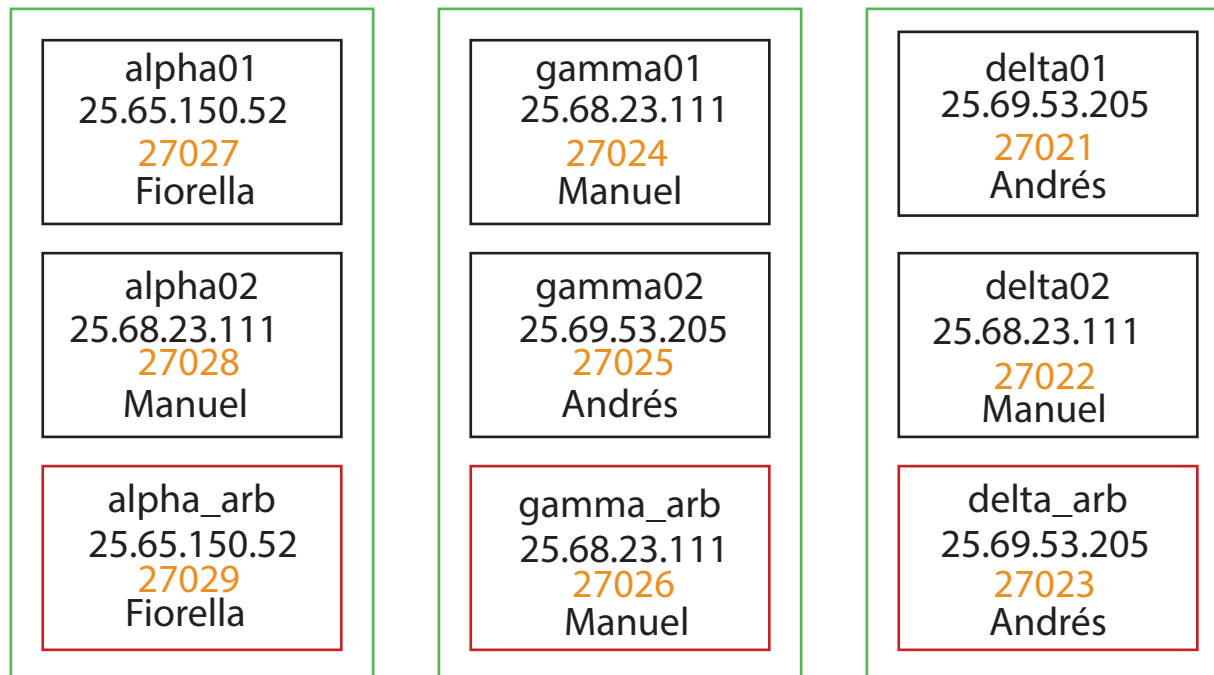 alpha01
25.65.150.52
27027
Fiorella
alpha02
25.68.23.111
27028
Manuel
alpha_arb
25.65.150.52
27029
Fiorella
gamma01
25.68.23.111
27024
Manuel
gamma02
25.69.53.205
27025
Andrés
gamma_arb
25.68.23.111
27026
Manuel
delta01
25.69.53.205
27021
Andrés
delta02
25.68.23.111
27022
Manuel
delta_arb
25.69.53.205
27023
Andrés